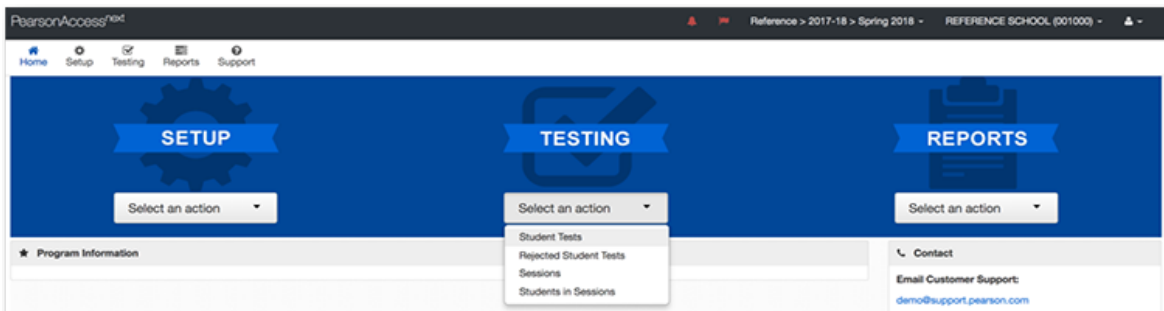 PearsonAccessnext Reference > 2017-18 > Spring 2018 REFERENCE SCHOOL (001000)
Home Setup Testing Reports Support
SETUP TESTING REPORTS
Select an action Select an action Select an action
Student Tests
Rejected Student Tests
Sessions
Students in Sessions
Program Information
Contact
Email Customer Support:
demo@support.pearson.com